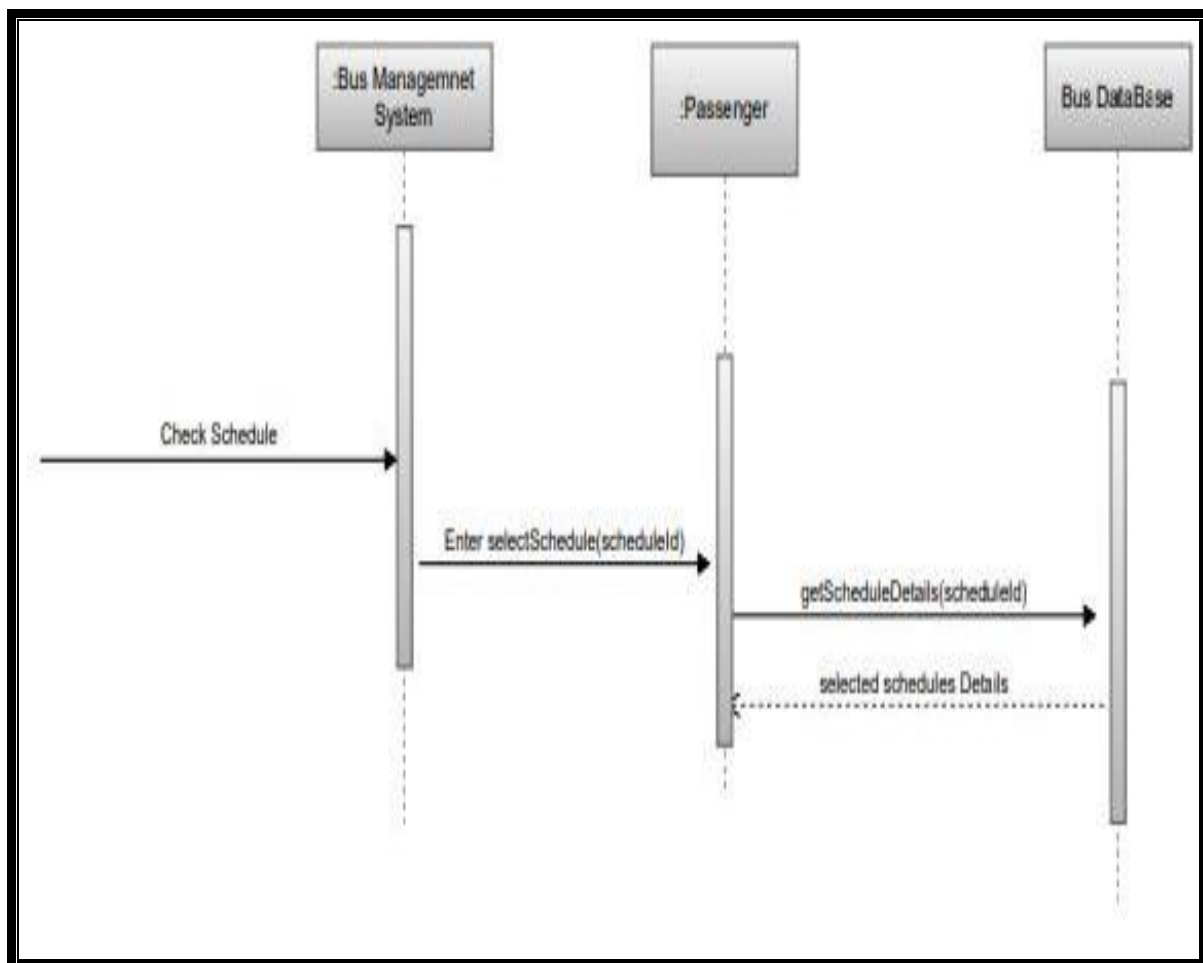 :Bus Managemnet
System
:Passenger
Bus DataBase
Check Schedule
Enter selectSchedule(scheduleId)
getScheduleDetails(scheduleId)
selected schedules Details